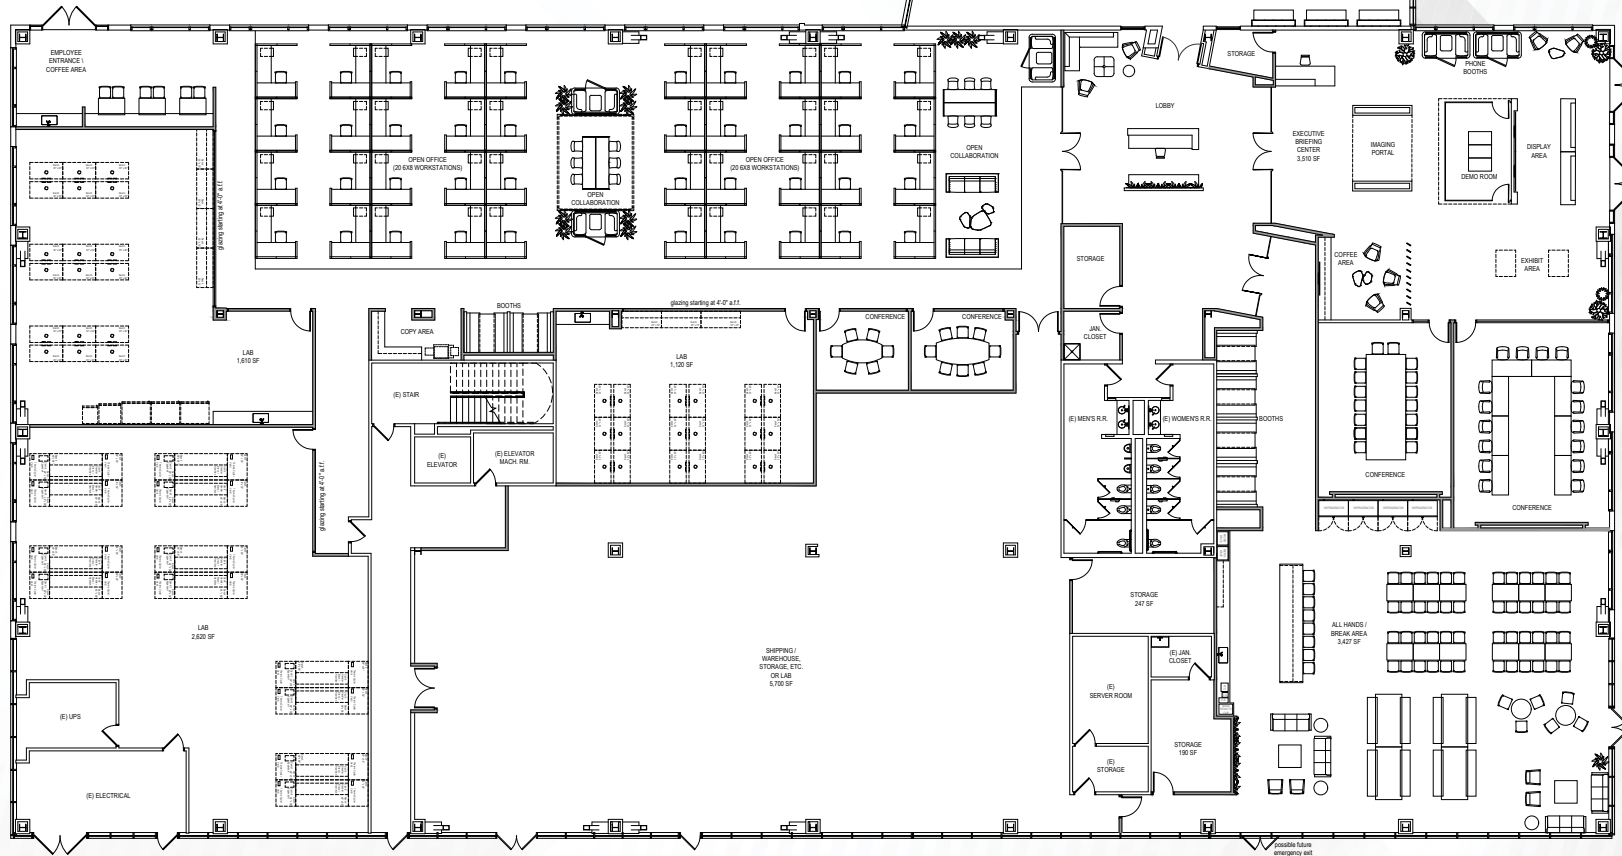 EMPLOYEE
ENTRANCE \
COFFEE AREA
glazing starting at 4'-0" a.f.f.
OPEN OFFICE
(20 6X8 WORKSTATIONS)
OPEN
COLLABORATION
OPEN OFFICE
(20 6X8 WORKSTATIONS)
OPEN
COLLABORATION
LOBBY
STORAGE
EXECUTIVE
BRIEFING
CENTER
3,510 SF
IMAGING
PORTAL
PHONE
BOOTHS
DEMO ROOM
DISPLAY
AREA
COFFEE
AREA
EXHIBIT
AREA
STORAGE
JAN.
CLOSET
LAB
1,610 SF
COPY AREA
BOOTHS
glazing starting at 4'-0" a.f.f.
LAB
1,120 SF
CONFERENCE
CONFERENCE
(E) STAIR
(E)
ELEVATOR
(E) ELEVATOR
MACH. RM.
glazing starting at 4'-0" a.f.f.
(E) MEN'S R.R.
(E) WOMEN'S R.R.
BOOTHS
CONFERENCE
CONFERENCE
LAB
2,620 SF
SHIPPING /
WAREHOUSE,
STORAGE, ETC.
OR LAB
5,700 SF
STORAGE
247 SF
(E) JAN.
CLOSET
(E)
SERVER ROOM
STORAGE
190 SF
(E)
STORAGE
ALL HANDS /
BREAK AREA
3,427 SF
(E) UPS
(E) ELECTRICAL
possible future
emergency exit